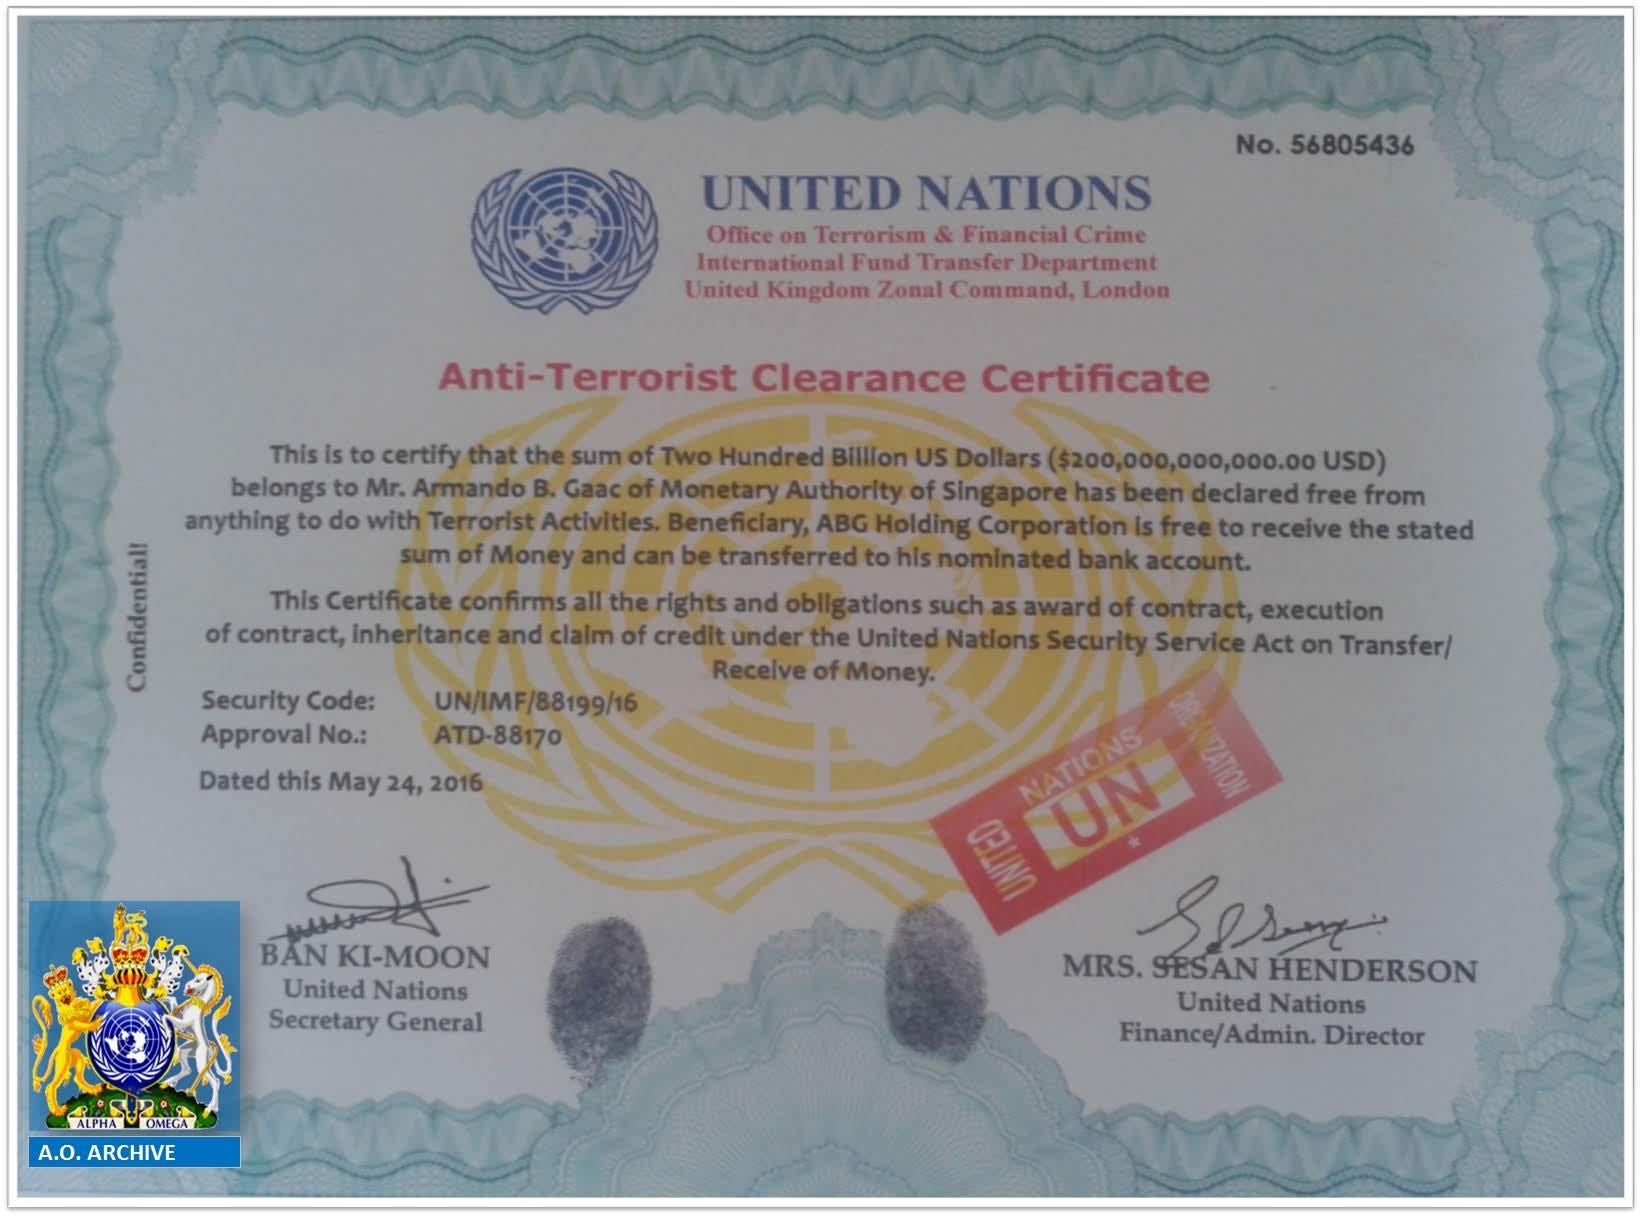 No. 56805436
UNITED NATIONS
Office on Terrorism & Financial Crime
International Fund Transfer Department
United Kingdom Zonal Command, London
Anti-Terrorist Clearance Certificate
This is to certify that the sum of Two Hundred Billion US Dollars ($200,000,000,000.00 USD)
belongs to Mr. Armando B. Gaac of Monetary Authority of Singapore has been declared free from
anything to do with Terrorist Activities. Beneficiary, ABG Holding Corporation is free to receive the stated
sum of Money and can be transferred to his nominated bank account.
This Certificate confirms all the rights and obligations such as award of contract, execution
of contract, inheritance and claim of credit under the United Nations Security Service Act on Transfer/
Receive of Money.
Confidential!
Security Code: UN/IMF/88199/16
Approval No.: ATD-88170
Dated this May 24, 2016
UNITED NATIONS ORGANIZATION
UN
*
BAN KI-MOON
United Nations
Secretary General
MRS. SESAN HENDERSON
United Nations
Finance/Admin. Director
ALPHA OMEGA
A.O. ARCHIVE